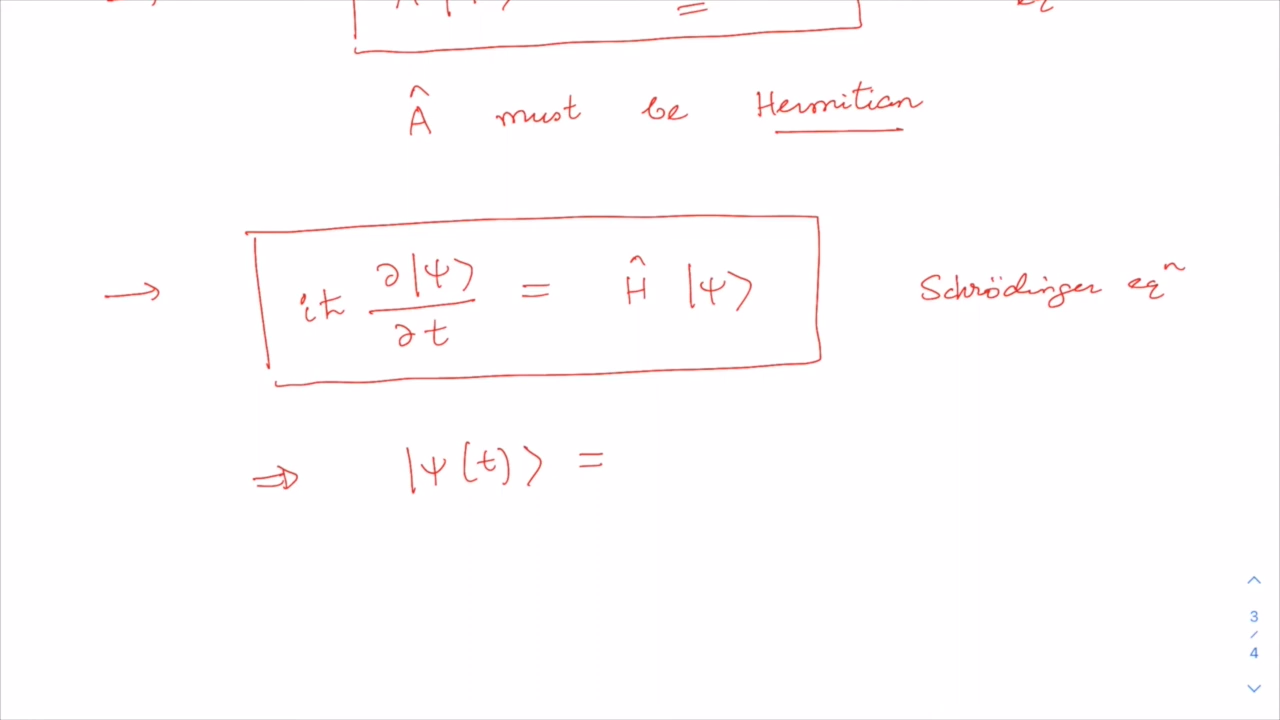 Â must be Hermitian
→ iħ ∂|ψ⟩/∂t = Ĥ |ψ⟩ Schrödinger eqⁿ
⇒ |ψ(t)⟩ =
3
/
4